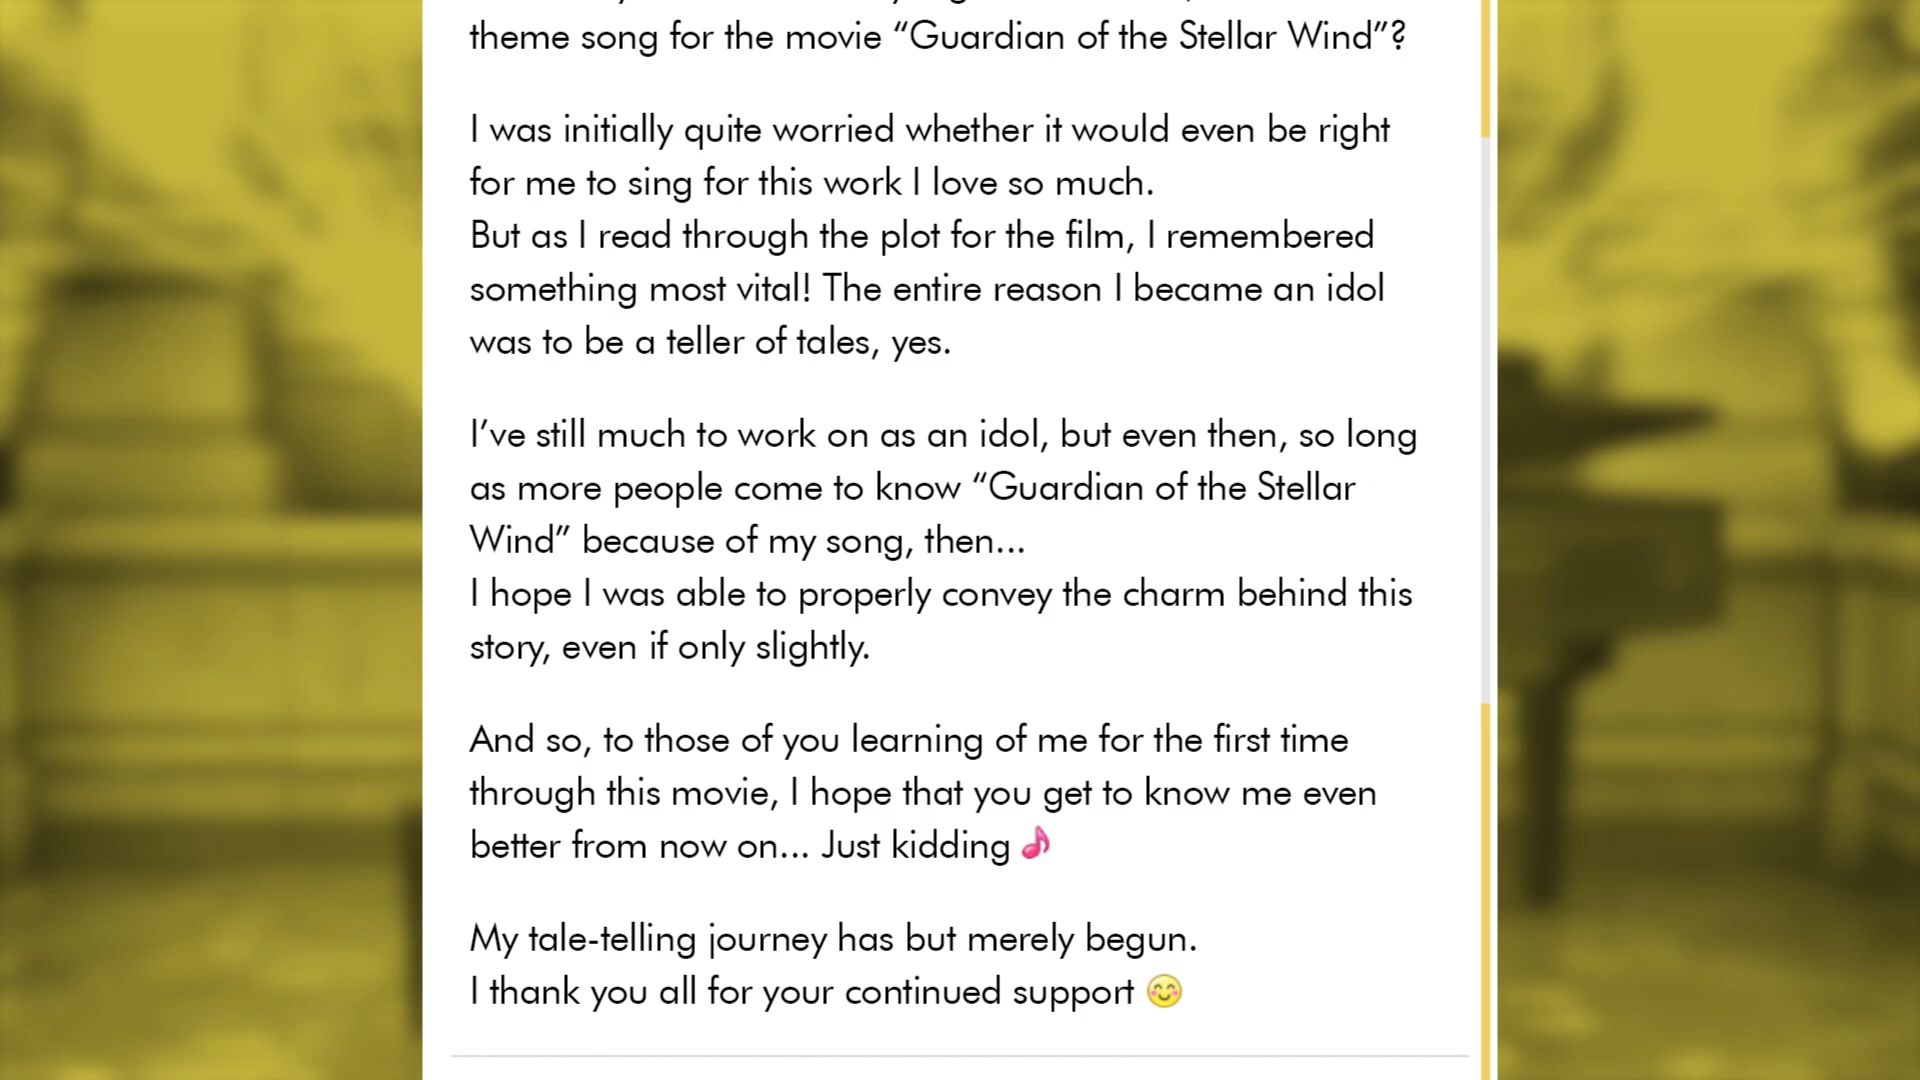 theme song for the movie “Guardian of the Stellar Wind”?
I was initially quite worried whether it would even be right
for me to sing for this work I love so much.
But as I read through the plot for the film, I remembered
something most vital! The entire reason I became an idol
was to be a teller of tales, yes.
I’ve still much to work on as an idol, but even then, so long
as more people come to know “Guardian of the Stellar
Wind” because of my song, then...
I hope I was able to properly convey the charm behind this
story, even if only slightly.
And so, to those of you learning of me for the first time
through this movie, I hope that you get to know me even
better from now on... Just kidding
My tale-telling journey has but merely begun.
I thank you all for your continued support